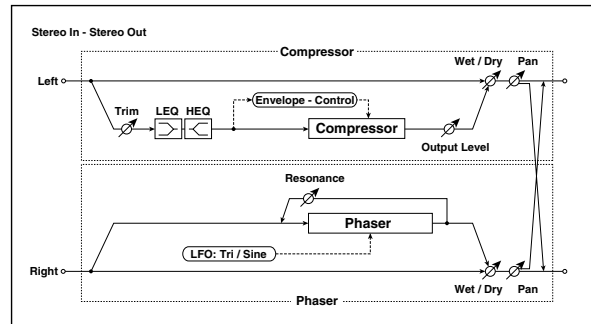 Stereo In - Stereo Out
Compressor
Wet / Dry
Pan
Left
Trim
LEQ
HEQ
Envelope - Control
Compressor
Output Level
Resonance
Phaser
LFO: Tri / Sine
Right
Wet / Dry
Pan
Phaser